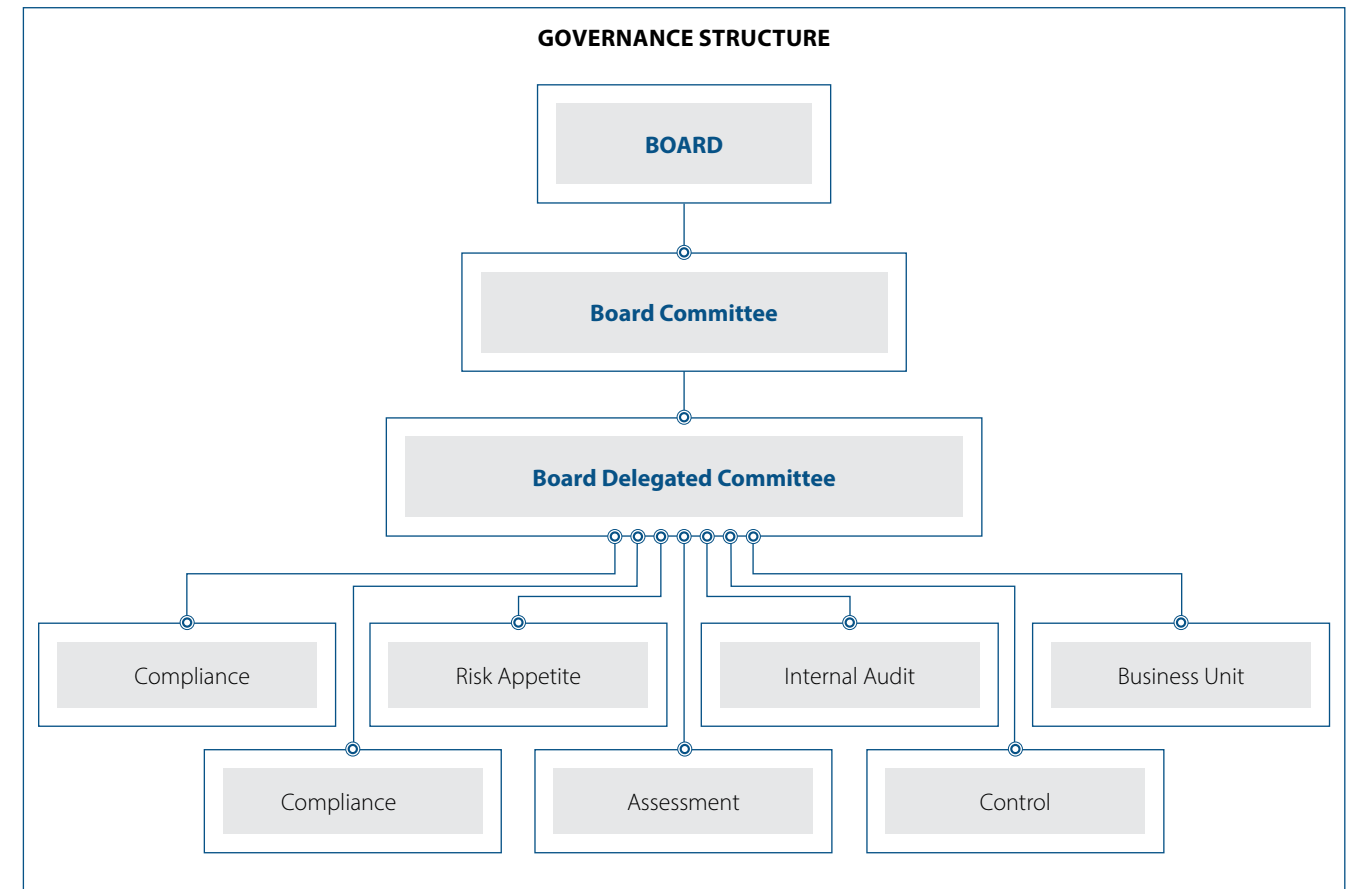 GOVERNANCE STRUCTURE
BOARD
Board Committee
Board Delegated Committee
Compliance
Risk Appetite
Internal Audit
Business Unit
Compliance
Assessment
Control